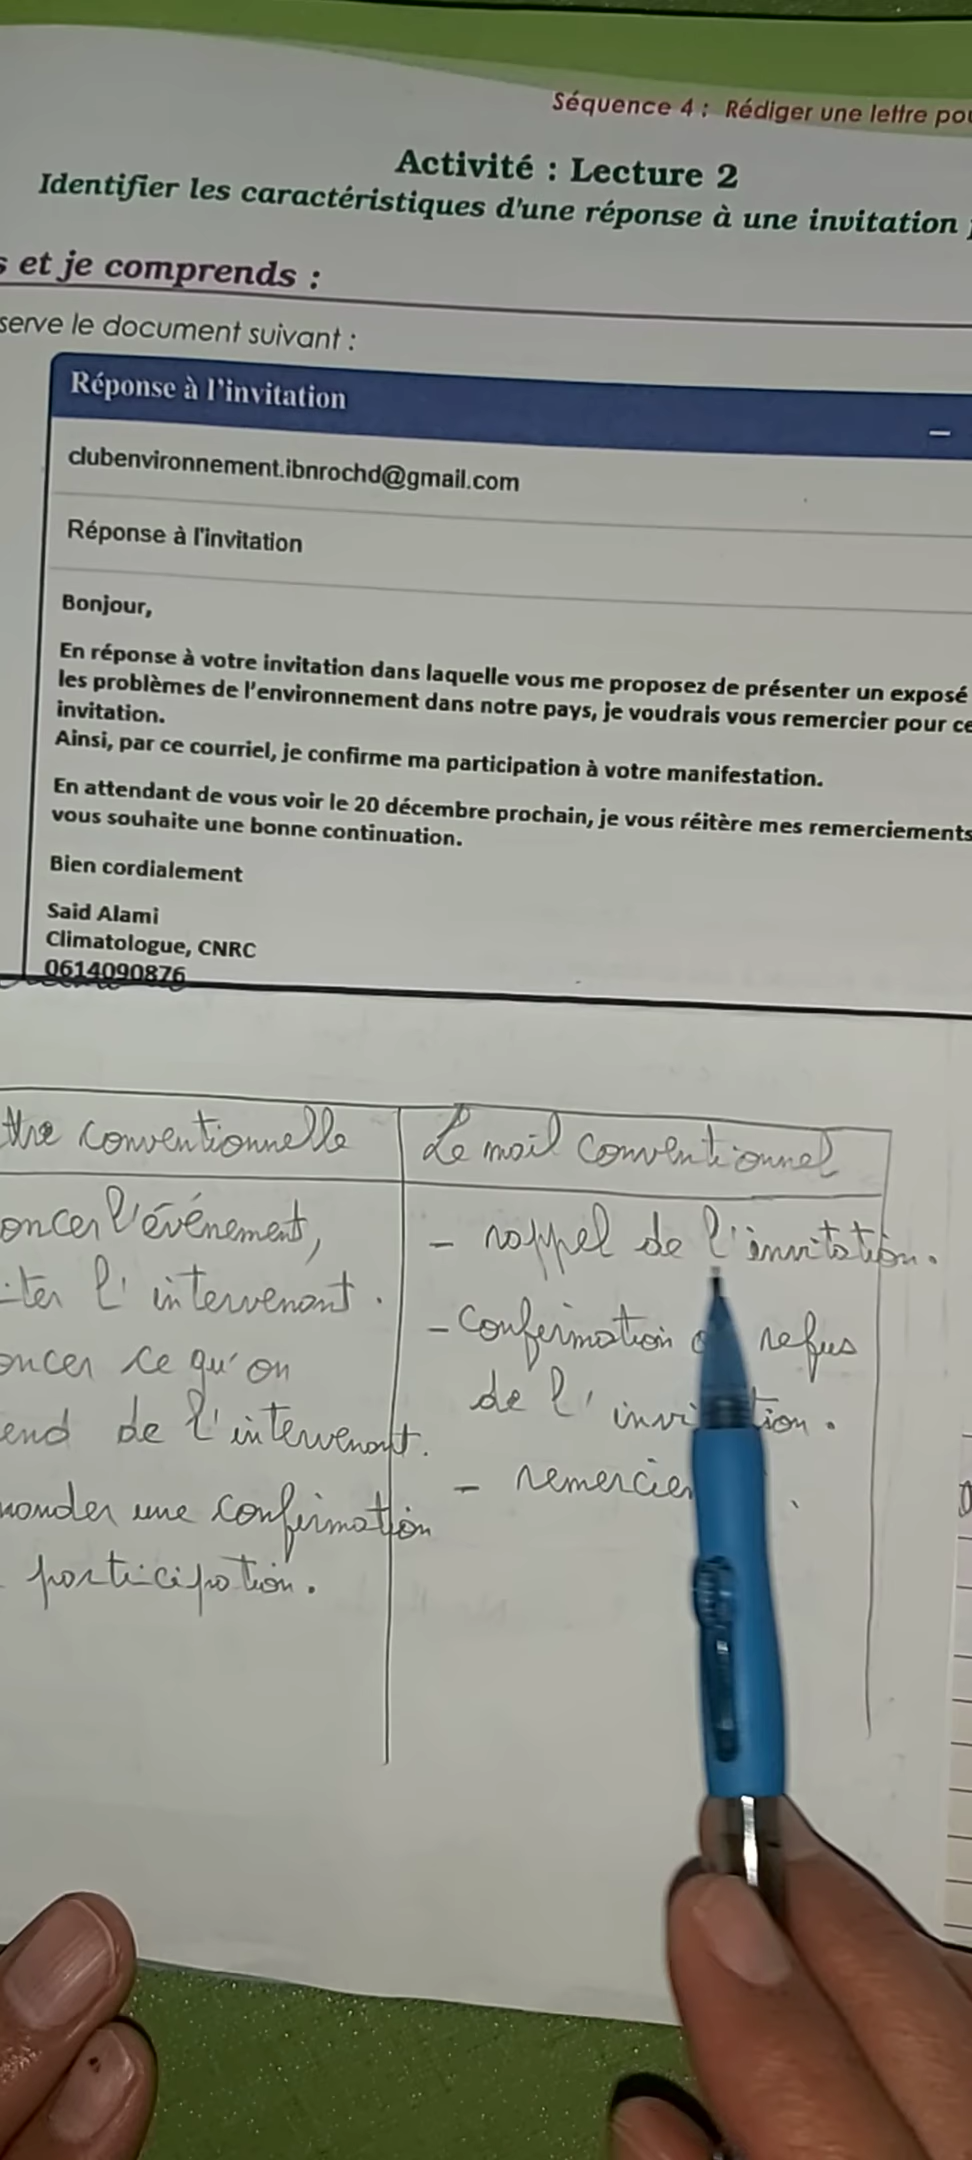 Séquence 4 : Rédiger une lettre pou
Activité : Lecture 2
Identifier les caractéristiques d'une réponse à une invitation
s et je comprends :
serve le document suivant :
Réponse à l'invitation
clubenvironnement.ibnrochd@gmail.com
Réponse à l'invitation
Bonjour,
En réponse à votre invitation dans laquelle vous me proposez de présenter un exposé
les problèmes de l'environnement dans notre pays, je voudrais vous remercier pour ce
invitation.
Ainsi, par ce courriel, je confirme ma participation à votre manifestation.
En attendant de vous voir le 20 décembre prochain, je vous réitère mes remerciements
vous souhaite une bonne continuation.
Bien cordialement
Said Alami
Climatologue, CNRC
0614090876
ttre conventionnelle
oncer l'événement,
iter l'intervenant.
oncer ce qu'on
end de l'intervenant.
mander une confirmation
participation.
Le mail conventionnel
- rappel de l'invitation.
- Confirmation refus
de l'invi tion.
- remercie